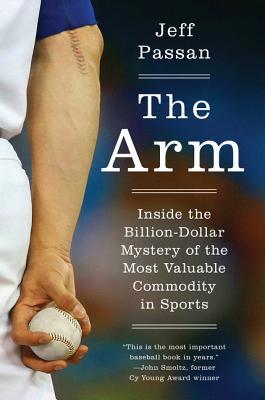 Jeff
Passan
The
Arm
Inside the
Billion-Dollar
Mystery of the
Most Valuable
Commodity
in Sports
"This is the most important
baseball book in years."
—John Smoltz, former
Cy Young Award winner